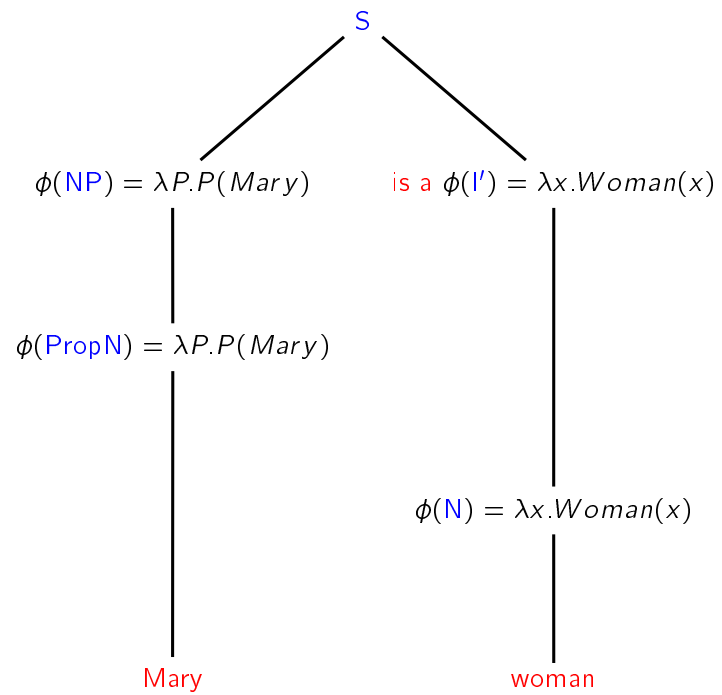 S
ϕ(NP) = λP.P(Mary)
is a ϕ(I′) = λx.Woman(x)
ϕ(PropN) = λP.P(Mary)
ϕ(N) = λx.Woman(x)
Mary
woman